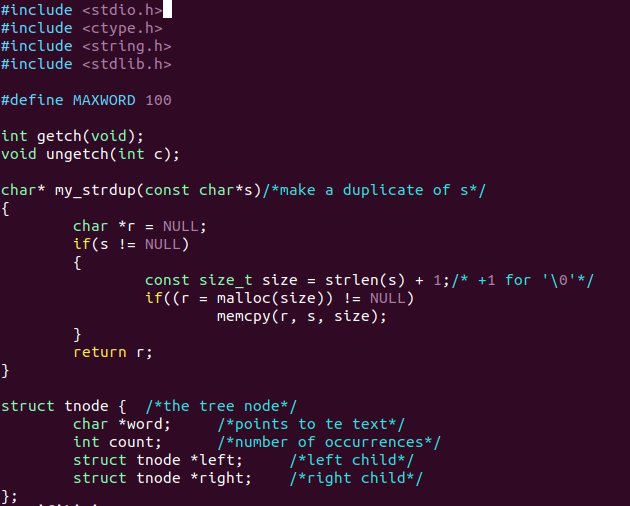 #include <stdio.h>
#include <ctype.h>
#include <string.h>
#include <stdlib.h>
#define MAXWORD 100
int getch(void);
void ungetch(int c);
char* my_strdup(const char*s)/*make a duplicate of s*/
{
char *r = NULL;
if(s != NULL)
{
const size_t size = strlen(s) + 1;/* +1 for '\0'*/
if((r = malloc(size)) != NULL)
memcpy(r, s, size);
}
return r;
}
struct tnode { /*the tree node*/
char *word; /*points to te text*/
int count; /*number of occurrences*/
struct tnode *left; /*left child*/
struct tnode *right; /*right child*/
};